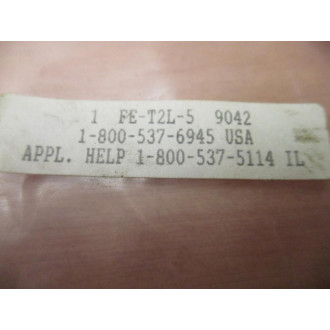 1 FE-T2L-5 9042
1-800-537-6945 USA
APPL. HELP 1-800-537-5114 IL